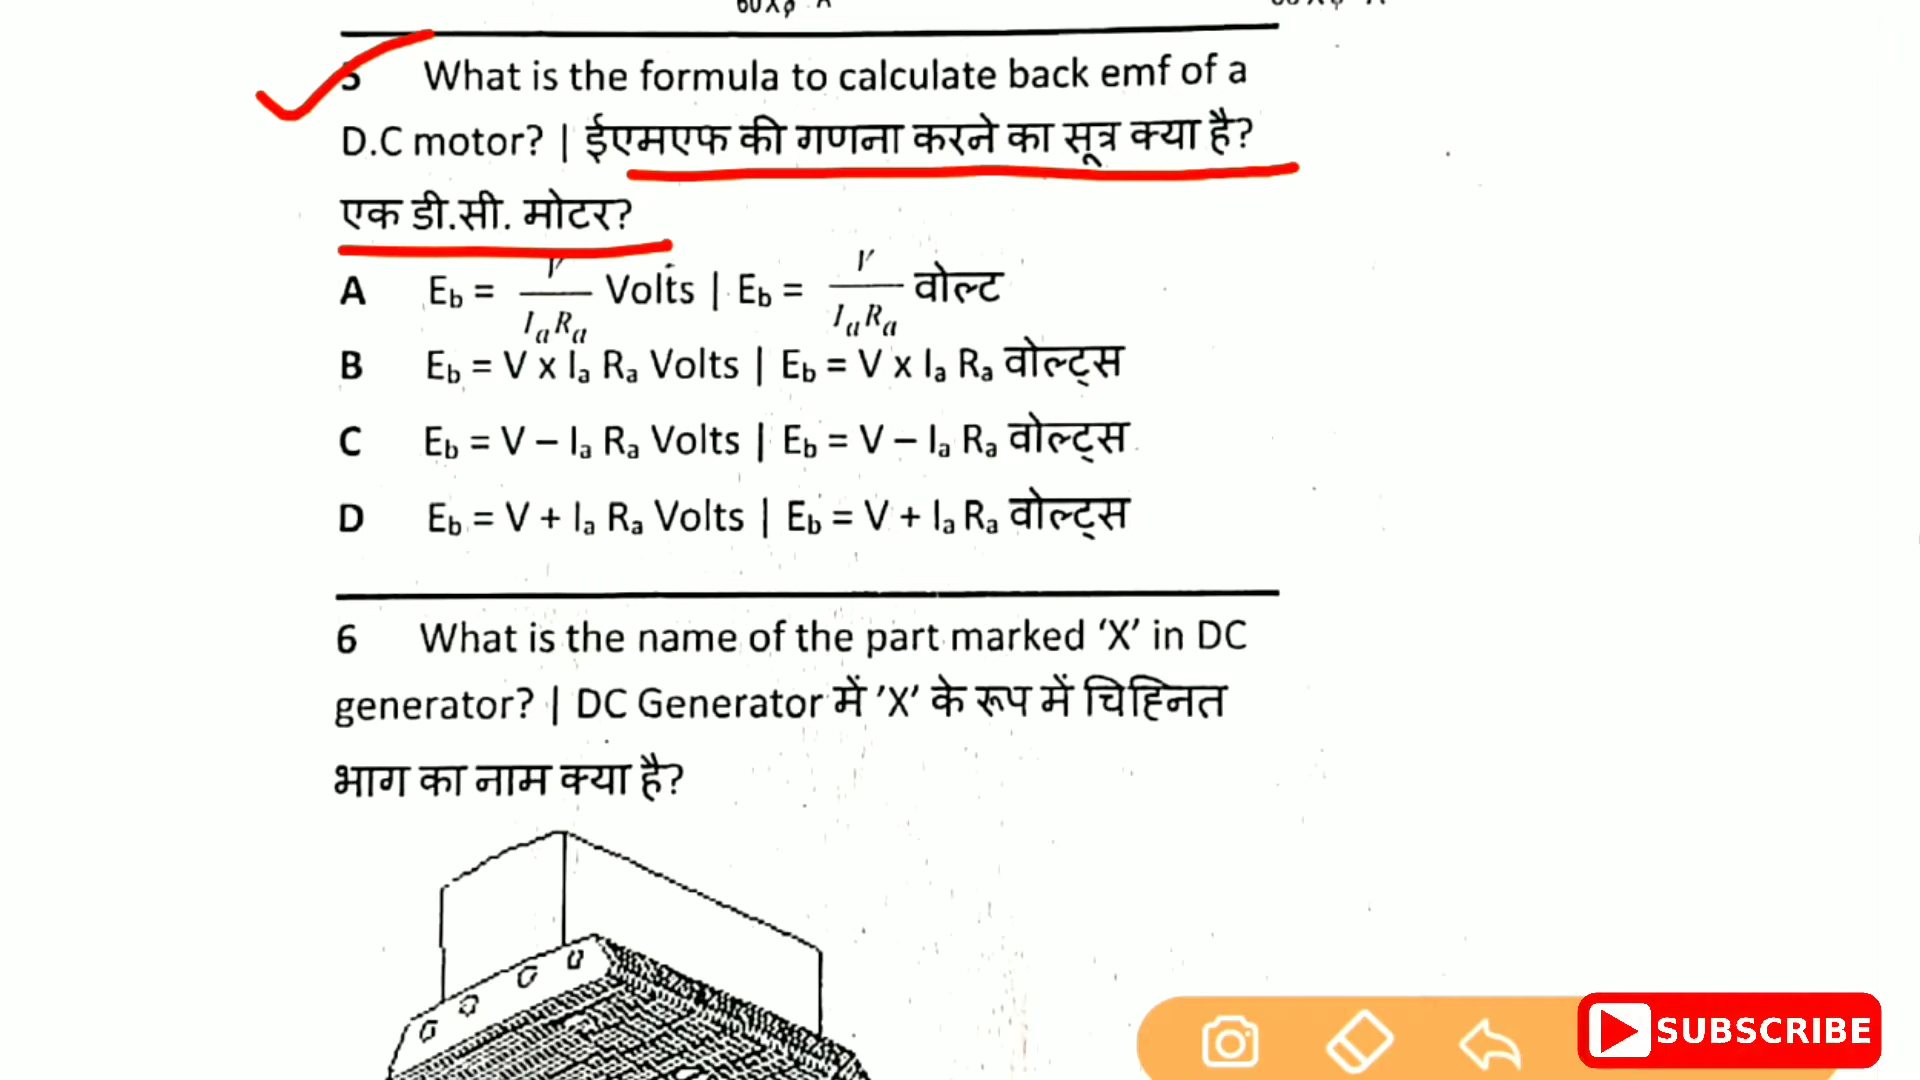 5 What is the formula to calculate back emf of a
D.C motor? | ईएमएफ की गणना करने का सूत्र क्या है?
एक डी.सी. मोटर?
A Eb = V / IaRa Volts | Eb = V / IaRa वोल्ट
B Eb = V x Ia Ra Volts | Eb = V x Ia Ra वोल्ट्स
C Eb = V – Ia Ra Volts | Eb = V – Ia Ra वोल्ट्स
D Eb = V + Ia Ra Volts | Eb = V + Ia Ra वोल्ट्स
6 What is the name of the part marked ‘X’ in DC
generator? | DC Generator में ’X’ के रूप में चिह्नित
भाग का नाम क्या है?
SUBSCRIBE